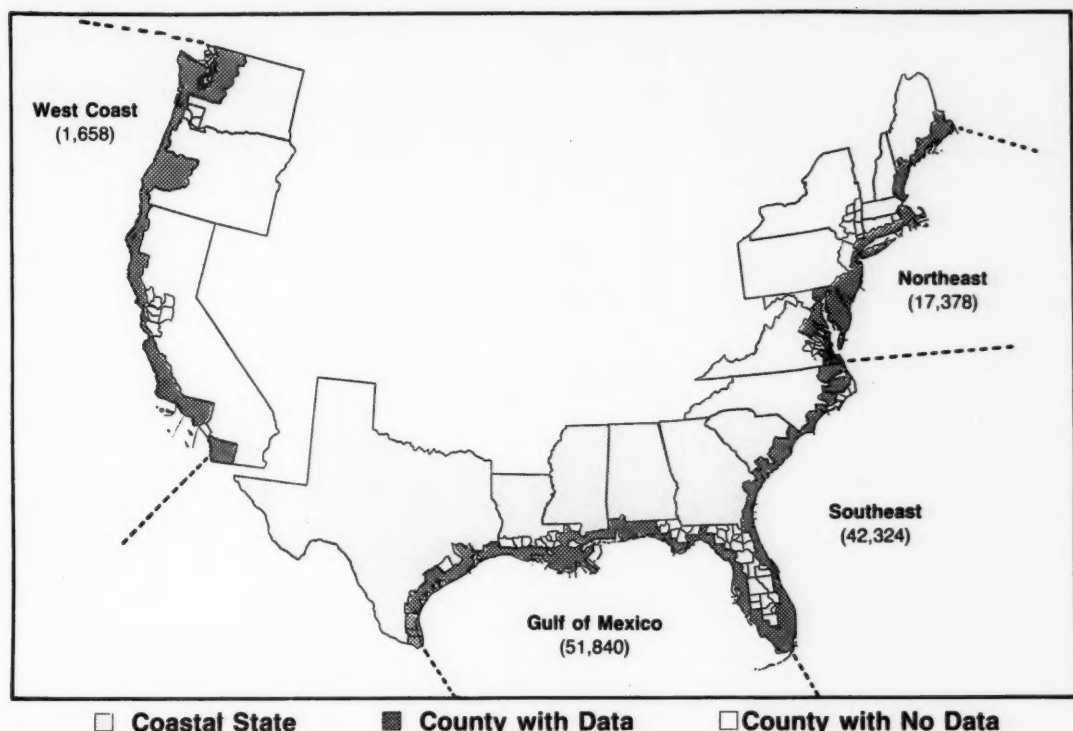 West Coast
(1,658)
Northeast
(17,378)
Southeast
(42,324)
Gulf of Mexico
(51,840)
Coastal State
County with Data
County with No Data